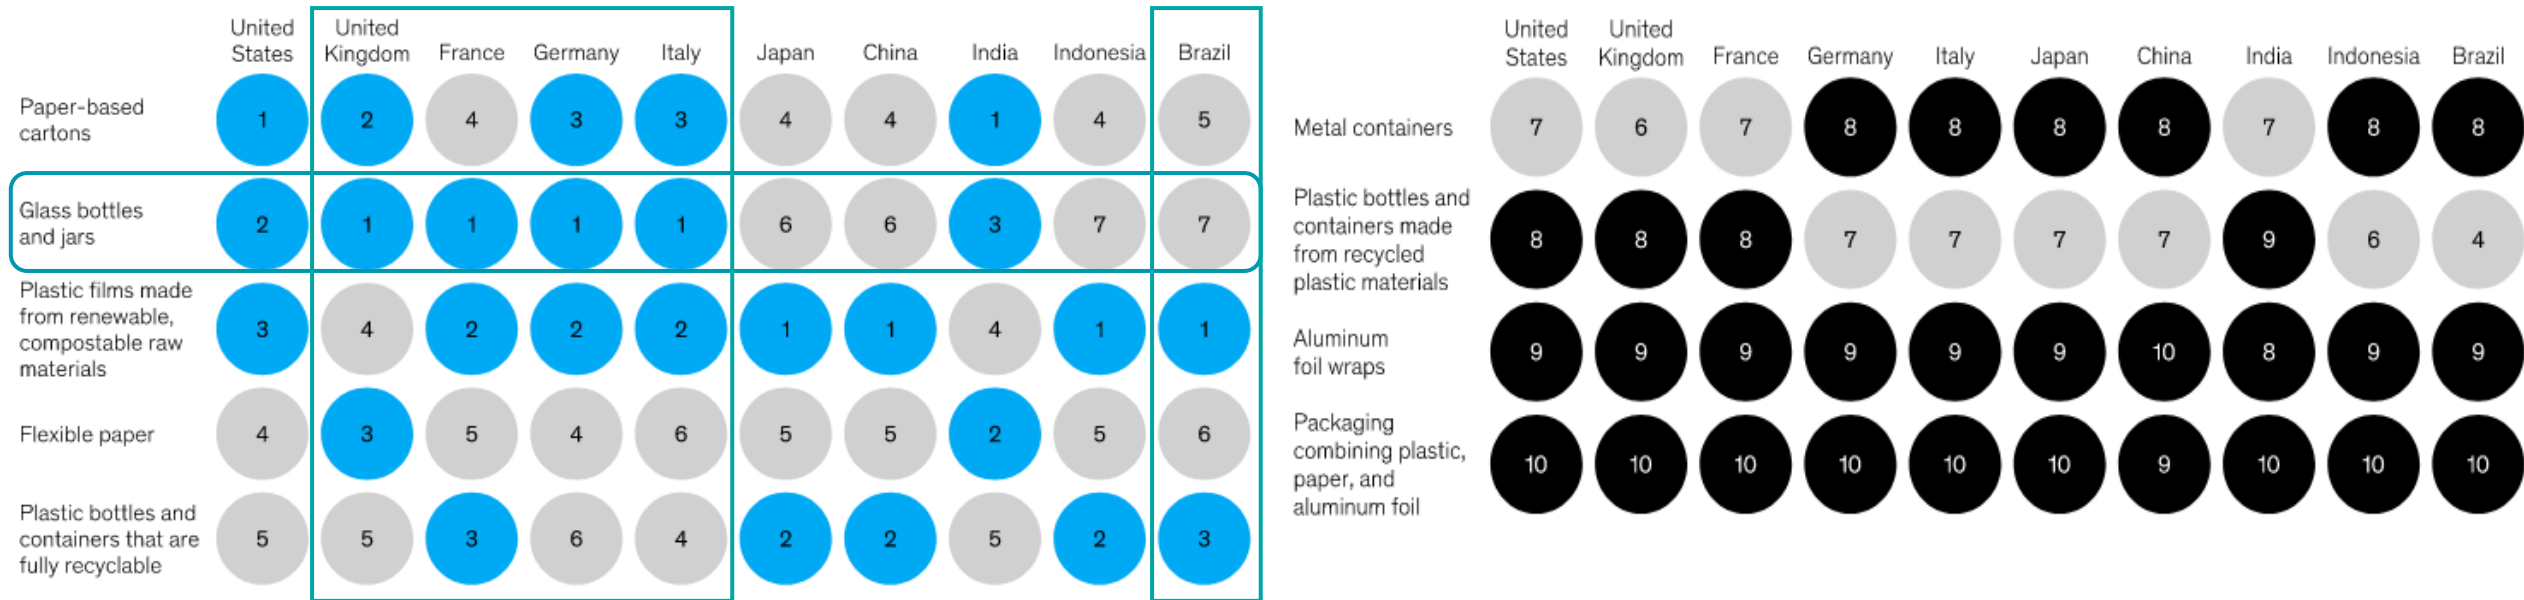 United States United Kingdom France Germany Italy Japan China India Indonesia Brazil
Paper-based cartons 1 2 4 3 3 4 4 1 4 5
Glass bottles and jars 2 1 1 1 1 6 6 3 7 7
Plastic films made from renewable, compostable raw materials 3 4 2 2 2 1 1 4 1 1
Flexible paper 4 3 5 4 6 5 5 2 5 6
Plastic bottles and containers that are fully recyclable 5 5 3 6 4 2 2 5 2 3
United States United Kingdom France Germany Italy Japan China India Indonesia Brazil
Metal containers 7 6 7 8 8 8 8 7 8 8
Plastic bottles and containers made from recycled plastic materials 8 8 8 7 7 7 7 9 6 4
Aluminum foil wraps 9 9 9 9 9 9 10 8 9 9
Packaging combining plastic, paper, and aluminum foil 10 10 10 10 10 10 9 10 10 10